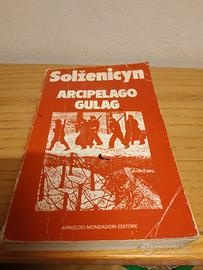 Solženicyn
ARCIPELAGO
GULAG
ARNOLDO MONDADORI EDITORE